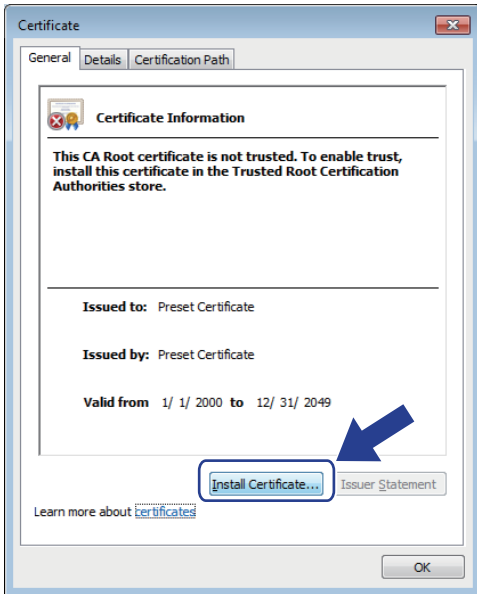 Certificate
General Details Certification Path
Certificate Information
This CA Root certificate is not trusted. To enable trust,
install this certificate in the Trusted Root Certification
Authorities store.
Issued to: Preset Certificate
Issued by: Preset Certificate
Valid from 1/ 1/ 2000 to 12/ 31/ 2049
Install Certificate... Issuer Statement
Learn more about certificates
OK